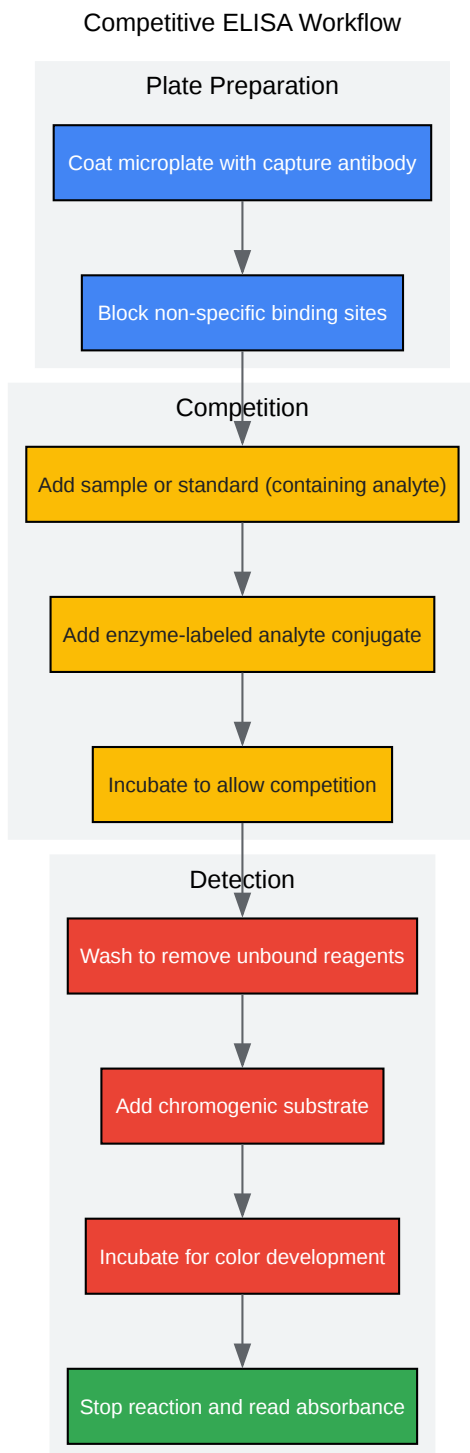 Competitive ELISA Workflow
Plate Preparation
Coat microplate with capture antibody
Block non-specific binding sites
Competition
Add sample or standard (containing analyte)
Add enzyme-labeled analyte conjugate
Incubate to allow competition
Detection
Wash to remove unbound reagents
Add chromogenic substrate
Incubate for color development
Stop reaction and read absorbance